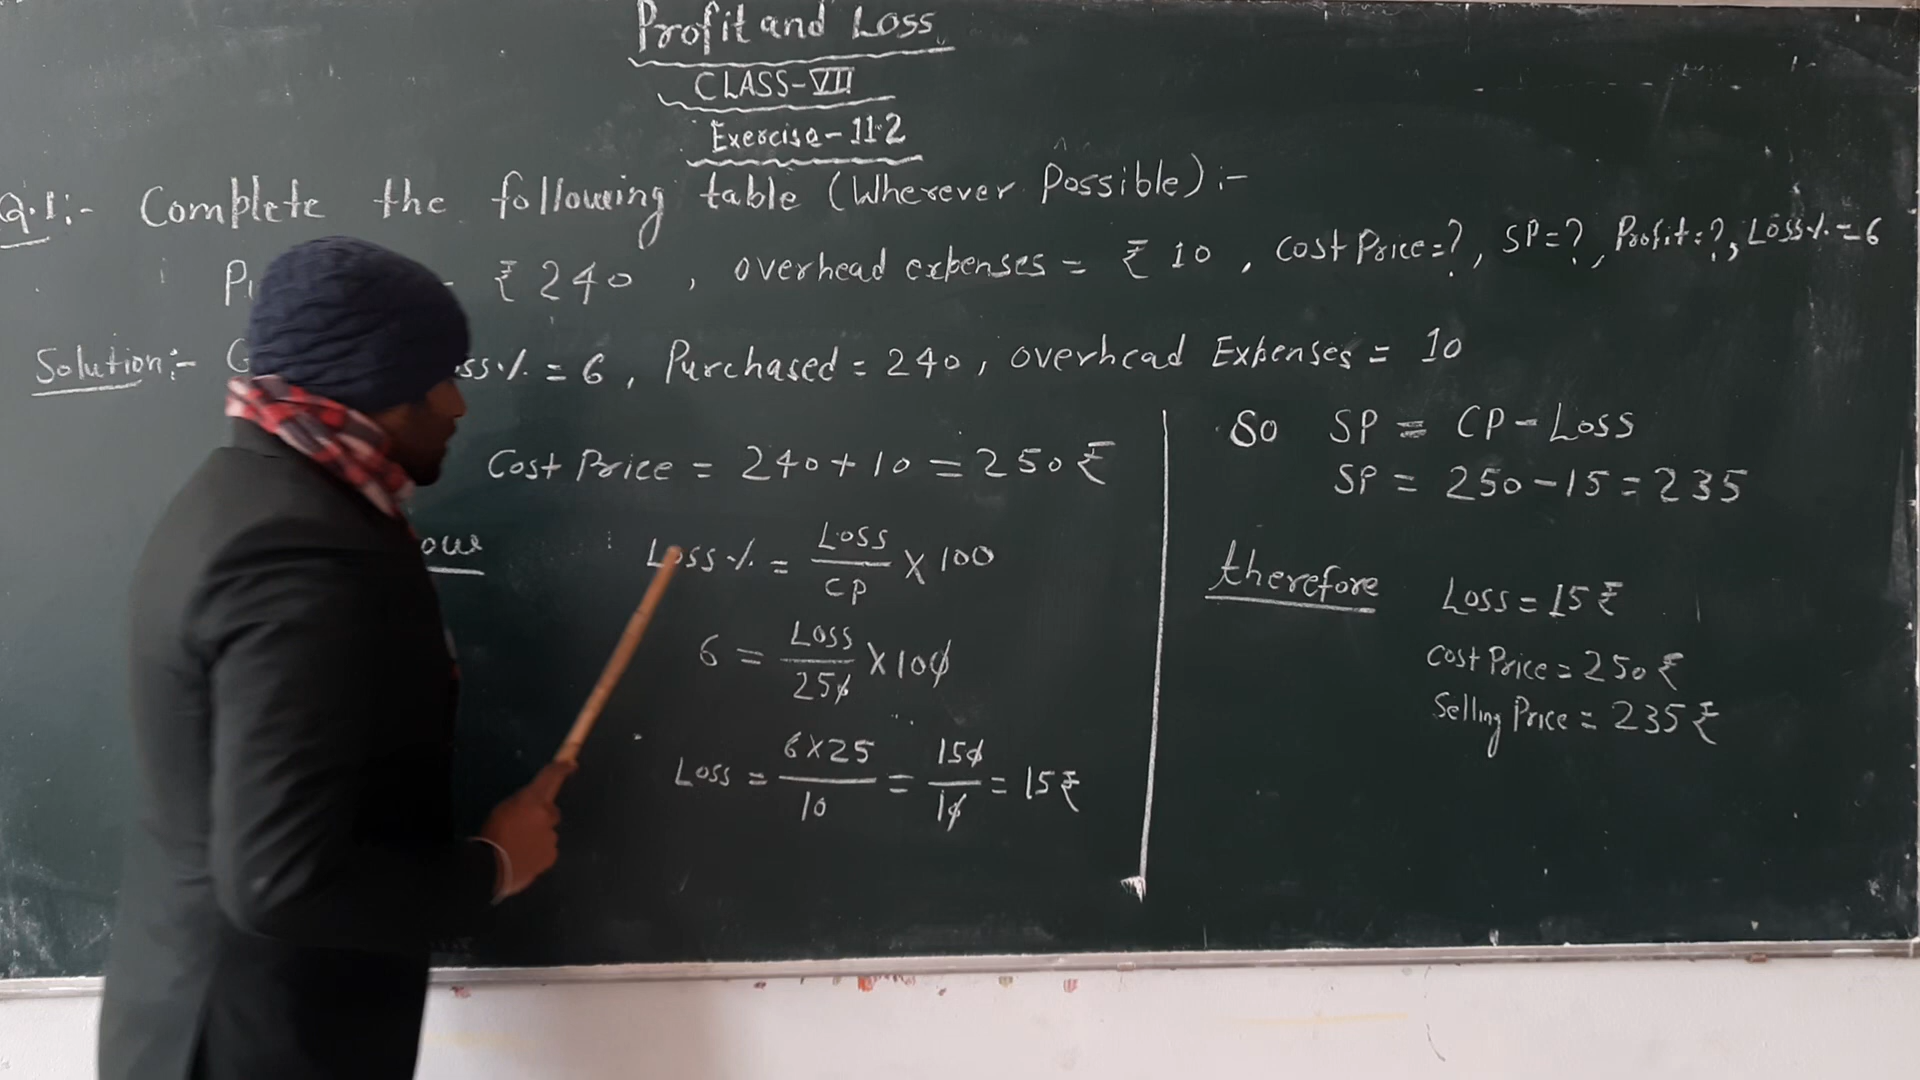 Profit and Loss
CLASS-VII
Exercise-11.2
Q.1:- Complete the following table (Wherever Possible):-
₹ 240, overhead expenses = ₹ 10, Cost Price=?, SP=?, Profit=?, Loss%=6
Solution:- = 6, Purchased = 240, overhead Expenses = 10
Cost Price = 240+10 = 250₹
Loss% = Loss/CP × 100
6 = Loss/250 × 100
Loss = 6×25/10 = 150/10 = 15₹
So SP = CP-Loss
SP = 250-15=235
therefore Loss=15₹
Cost Price=250₹
Selling Price = 235₹